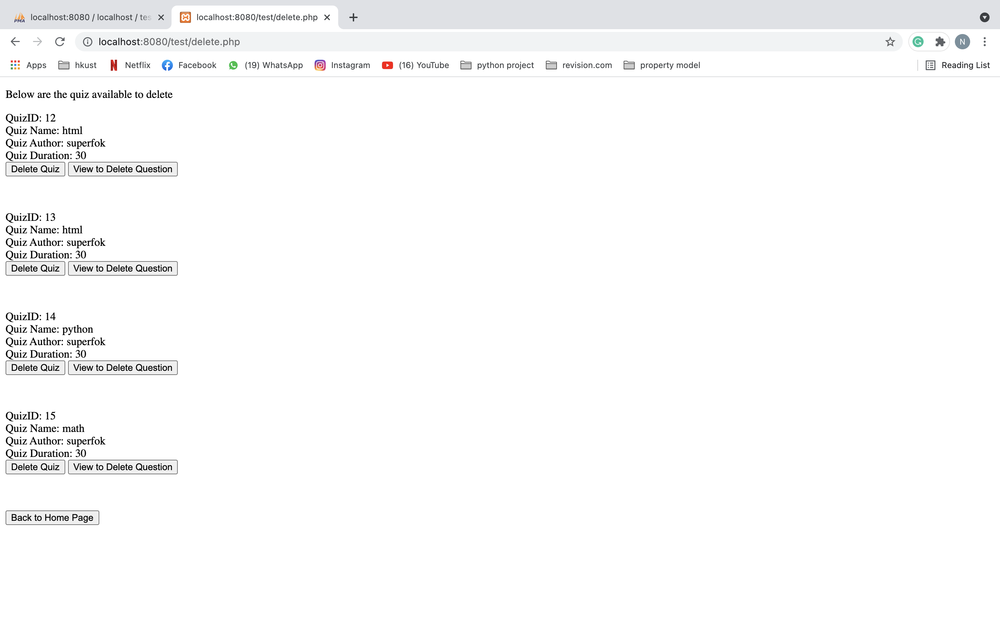 PMA localhost:8080 / localhost / tes
localhost:8080/test/delete.php
localhost:8080/test/delete.php
N
Apps hkust Netflix Facebook (19) WhatsApp Instagram (16) YouTube python project revision.com property model Reading List
Below are the quiz available to delete
QuizID: 12
Quiz Name: html
Quiz Author: superfok
Quiz Duration: 30
Delete Quiz View to Delete Question
QuizID: 13
Quiz Name: html
Quiz Author: superfok
Quiz Duration: 30
Delete Quiz View to Delete Question
QuizID: 14
Quiz Name: python
Quiz Author: superfok
Quiz Duration: 30
Delete Quiz View to Delete Question
QuizID: 15
Quiz Name: math
Quiz Author: superfok
Quiz Duration: 30
Delete Quiz View to Delete Question
Back to Home Page